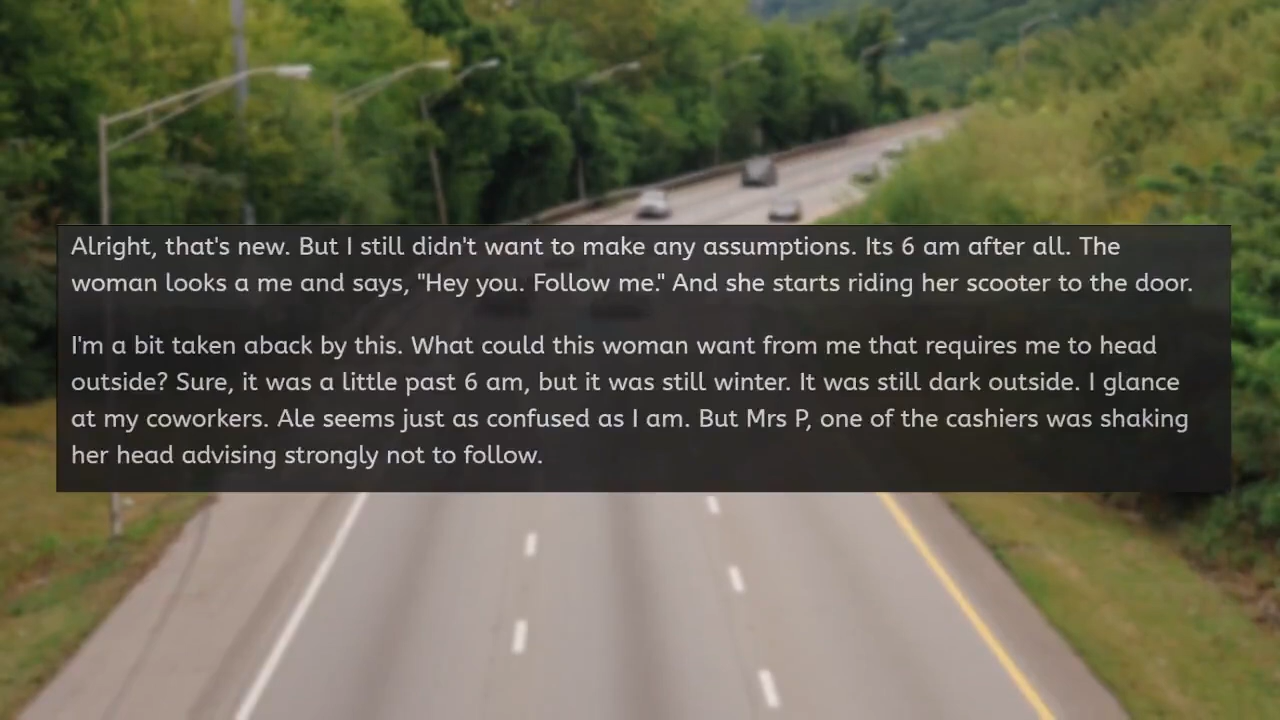 Alright, that's new. But I still didn't want to make any assumptions. Its 6 am after all. The
woman looks a me and says, "Hey you. Follow me." And she starts riding her scooter to the door.
I'm a bit taken aback by this. What could this woman want from me that requires me to head
outside? Sure, it was a little past 6 am, but it was still winter. It was still dark outside. I glance
at my coworkers. Ale seems just as confused as I am. But Mrs P, one of the cashiers was shaking
her head advising strongly not to follow.